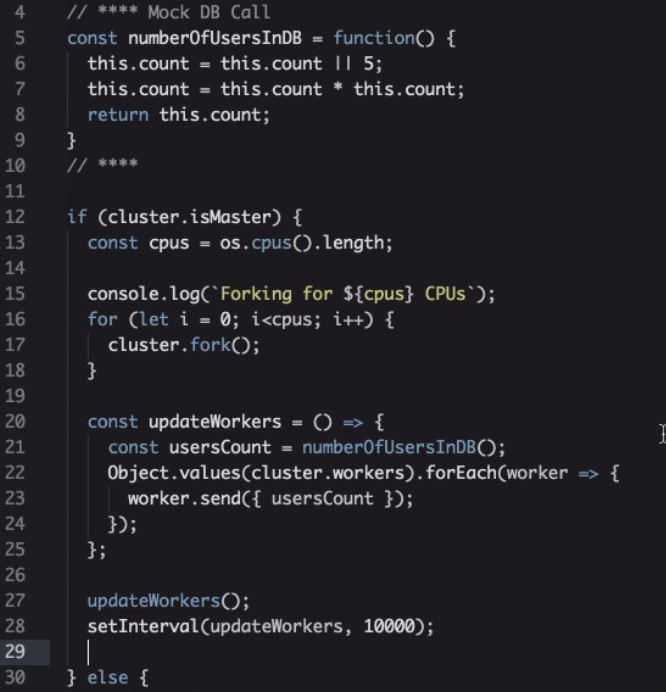 4 // **** Mock DB Call
5 const numberOfUsersInDB = function() {
6 this.count = this.count || 5;
7 this.count = this.count * this.count;
8 return this.count;
9 }
10 // ****
11
12 if (cluster.isMaster) {
13 const cpus = os.cpus().length;
14
15 console.log(`Forking for ${cpus} CPUs`);
16 for (let i = 0; i<cpus; i++) {
17 cluster.fork();
18 }
19
20 const updateWorkers = () => {
21 const usersCount = numberOfUsersInDB();
22 Object.values(cluster.workers).forEach(worker => {
23 worker.send({ usersCount });
24 });
25 };
26
27 updateWorkers();
28 setInterval(updateWorkers, 10000);
29
30 } else {